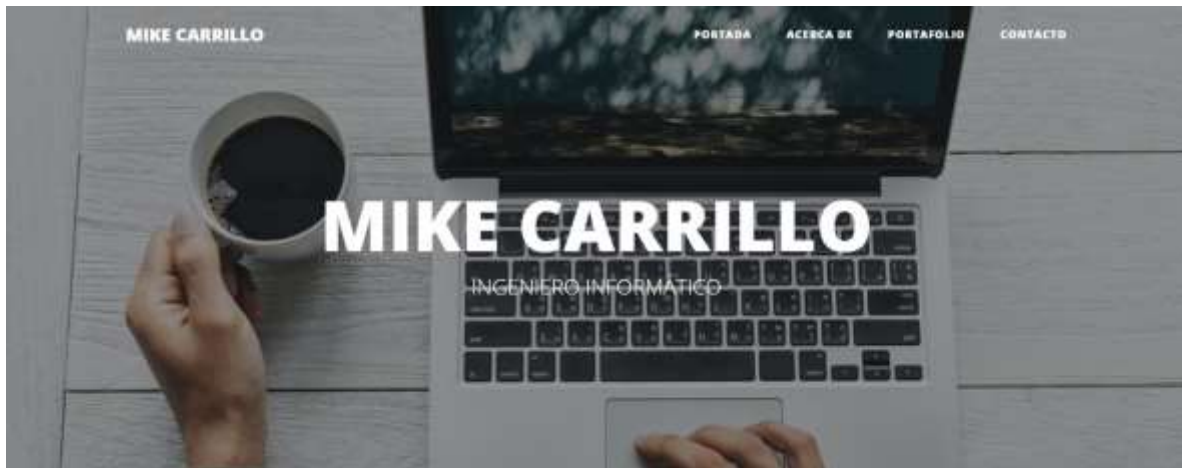 MIKE CARRILLO
PORTADA ACERCA DE PORTAFOLIO CONTACTO
MIKE CARRILLO
INGENIERO INFORMÁTICO